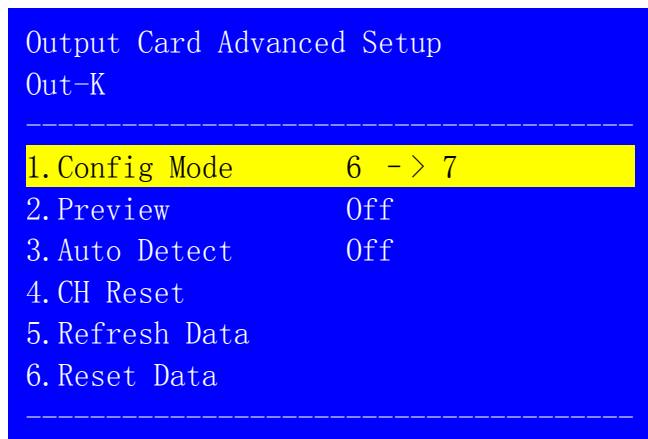 Output Card Advanced Setup
Out-K
---------------------------------------
1.Config Mode 6 -> 7
2.Preview Off
3.Auto Detect Off
4.CH Reset
5.Refresh Data
6.Reset Data
---------------------------------------